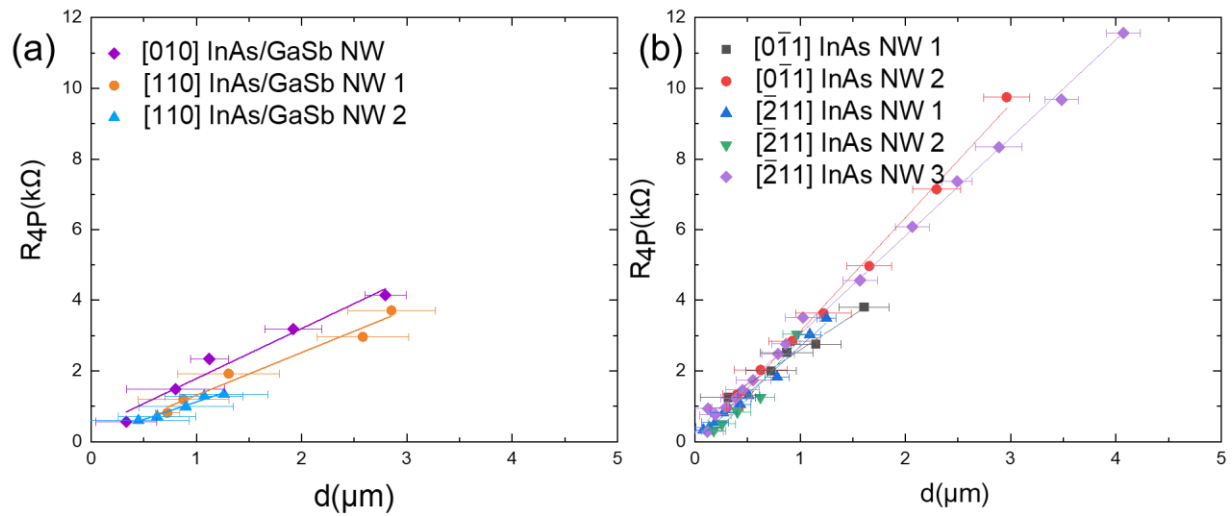 (a)
[010] InAs/GaSb NW
[110] InAs/GaSb NW 1
[110] InAs/GaSb NW 2
R4P(kΩ)
12
10
8
6
4
2
0
0 1 2 3 4 5
d(μm)
(b)
[01̅1] InAs NW 1
[01̅1] InAs NW 2
[2̅11] InAs NW 1
[2̅11] InAs NW 2
[2̅11] InAs NW 3
R4P(kΩ)
12
10
8
6
4
2
0
0 1 2 3 4 5
d(μm)